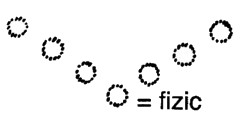 = fizic